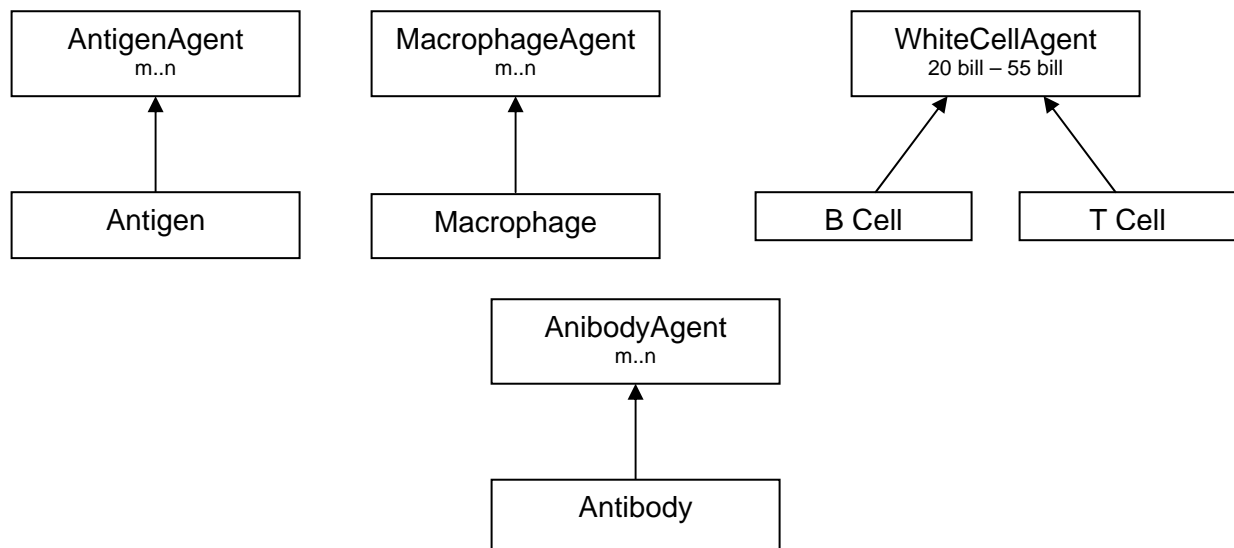 AntigenAgent
m..n
MacrophageAgent
m..n
WhiteCellAgent
20 bill – 55 bill
Antigen
Macrophage
B Cell
T Cell
AnibodyAgent
m..n
Antibody